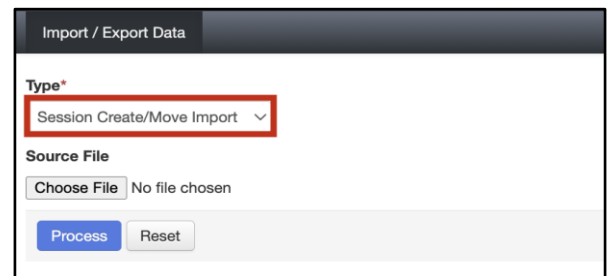 Import / Export Data
Type*
Session Create/Move Import
Source File
Choose File No file chosen
Process Reset